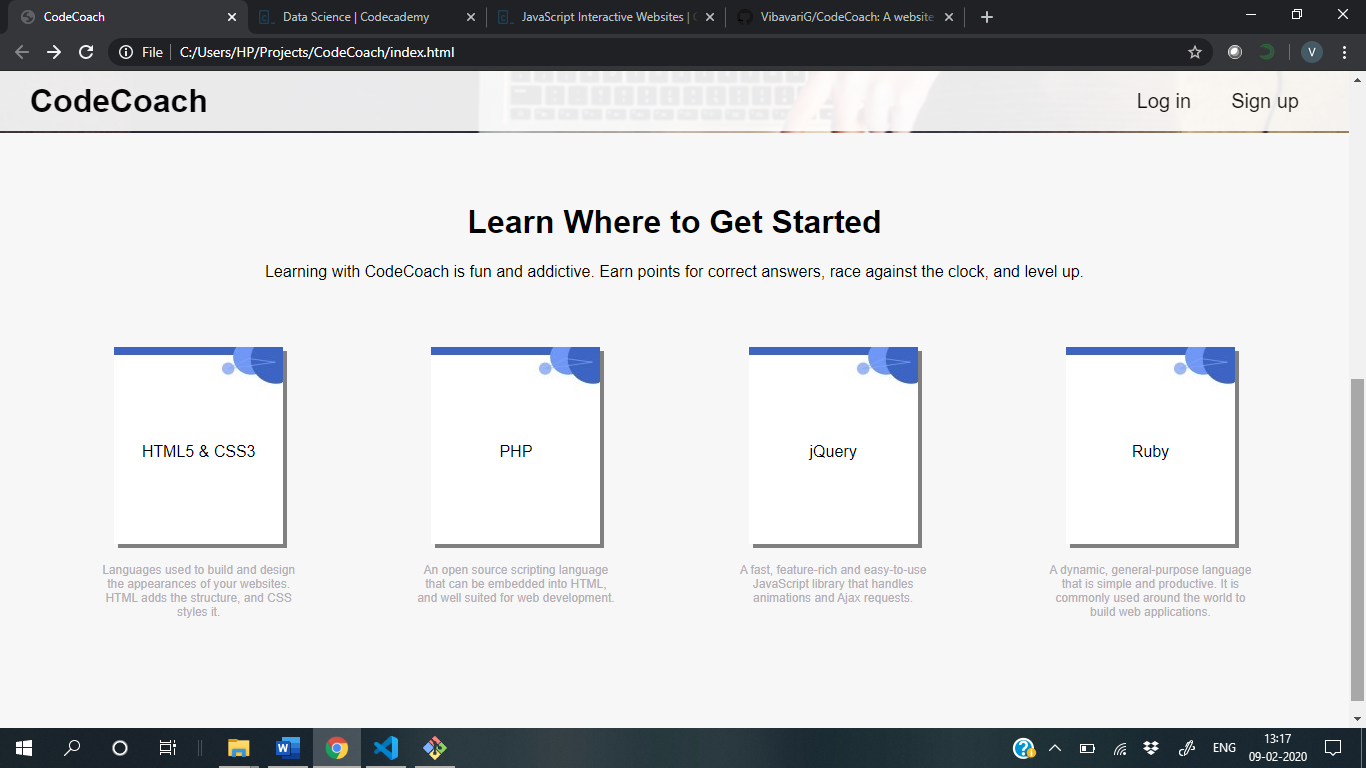 CodeCoach
Data Science | Codecademy
JavaScript Interactive Websites |
VibavariG/CodeCoach: A website
File
C:/Users/HP/Projects/CodeCoach/index.html
V
CodeCoach
Log in
Sign up
Learn Where to Get Started
Learning with CodeCoach is fun and addictive. Earn points for correct answers, race against the clock, and level up.
HTML5 & CSS3
PHP
jQuery
Ruby
Languages used to build and design
the appearances of your websites.
HTML adds the structure, and CSS
styles it.
An open source scripting language
that can be embedded into HTML,
and well suited for web development.
A fast, feature-rich and easy-to-use
JavaScript library that handles
animations and Ajax requests.
A dynamic, general-purpose language
that is simple and productive. It is
commonly used around the world to
build web applications.
ENG
13:17
09-02-2020